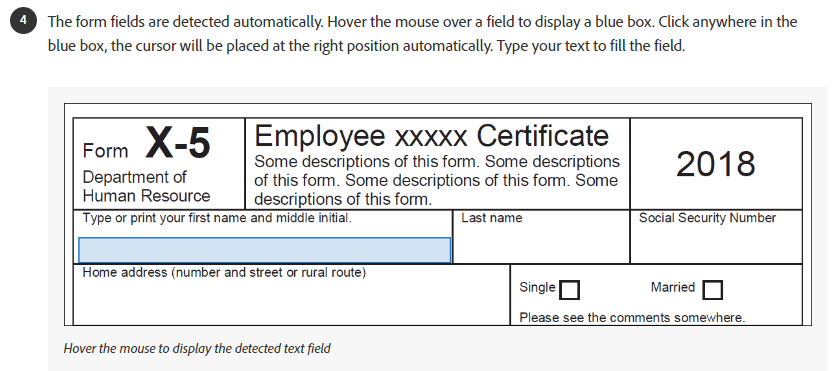 4
The form fields are detected automatically. Hover the mouse over a field to display a blue box. Click anywhere in the
blue box, the cursor will be placed at the right position automatically. Type your text to fill the field.
Form X-5
Department of
Human Resource
Employee xxxxx Certificate
Some descriptions of this form. Some descriptions
of this form. Some descriptions of this form. Some
descriptions of this form.
2018
Type or print your first name and middle initial.
Last name
Social Security Number
Home address (number and street or rural route)
Single
Married
Please see the comments somewhere.
Hover the mouse to display the detected text field